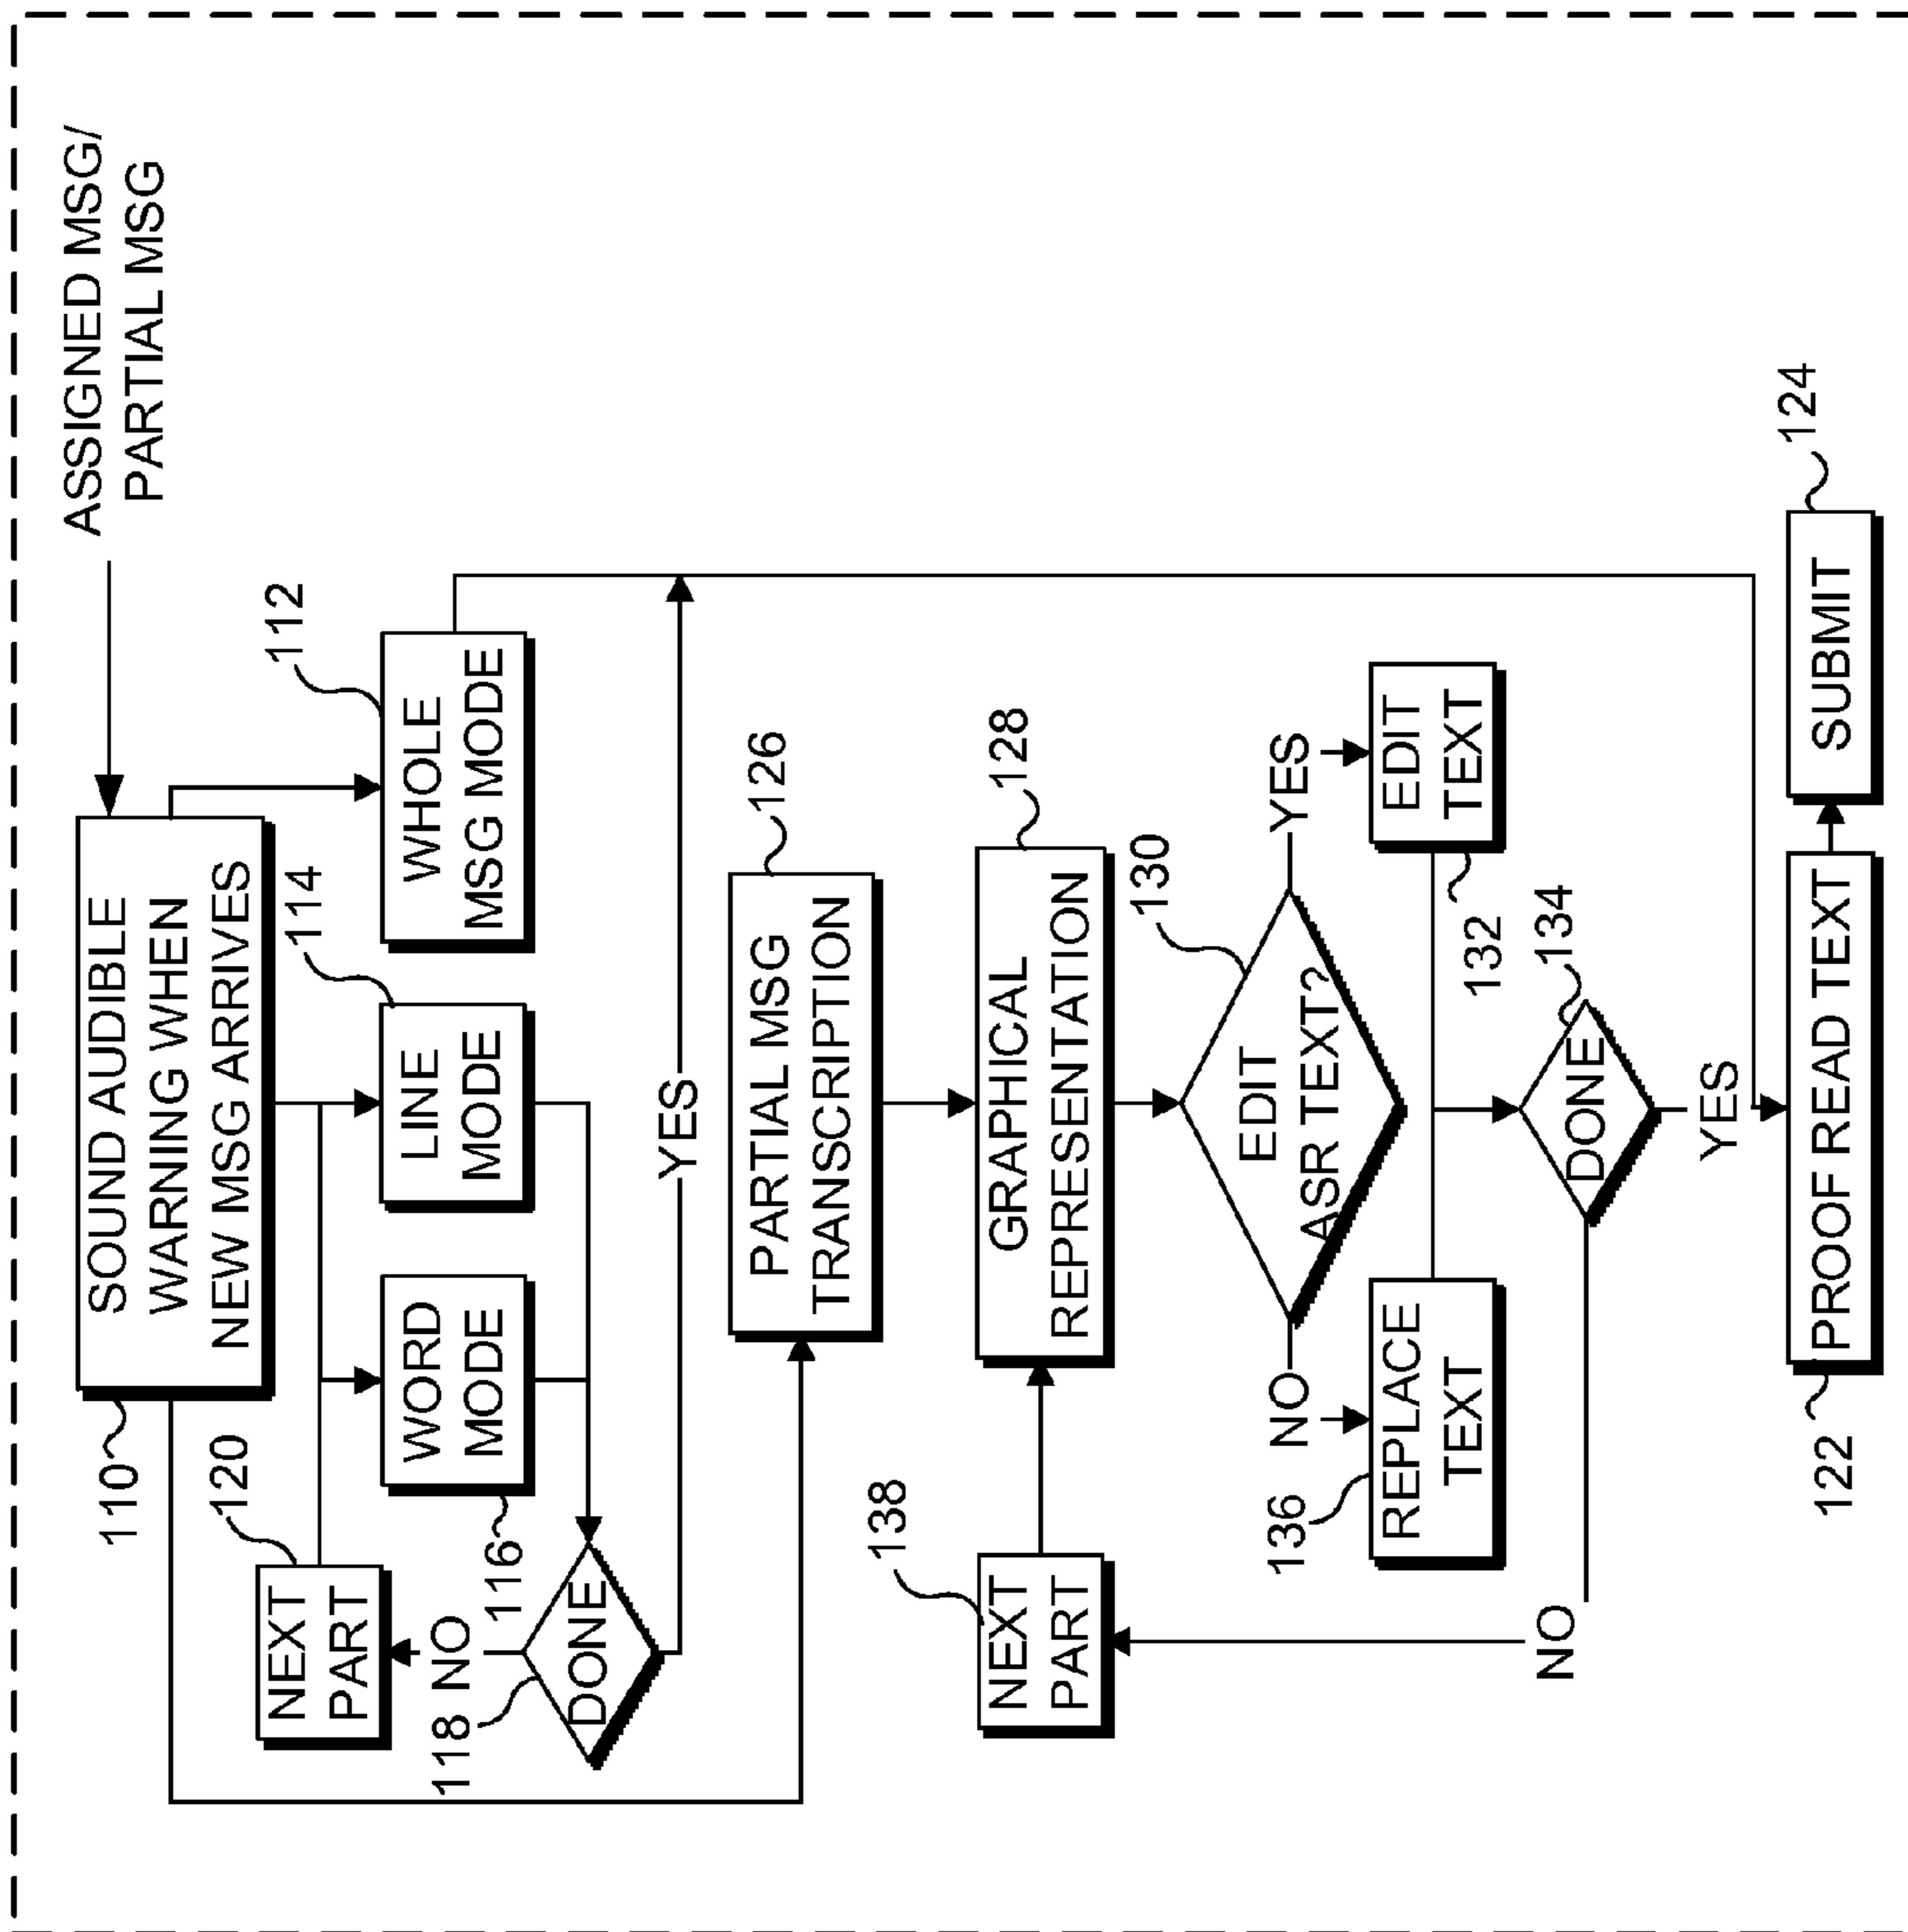 ASSIGNED MSG/
PARTIAL MSG
SOUND AUDIBLE
WARNING WHEN
NEW MSG ARRIVES
110
120
NEXT
PART
114
112
WORD
MODE
116
LINE
MODE
WHOLE
MSG MODE
118
NO
DONE
YES
PARTIAL MSG
TRANSCRIPTION
126
138
NEXT
PART
GRAPHICAL
REPRESENTATION
128
130
EDIT
ASR TEXT?
NO
YES
136
REPLACE
TEXT
EDIT
TEXT
132
134
DONE
NO
YES
122
PROOF READ TEXT
SUBMIT
124